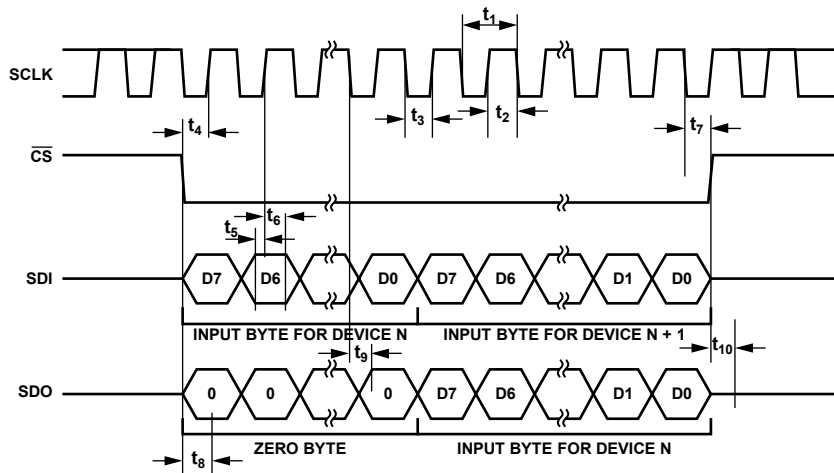 t1
SCLK
t4
t3
t2
t7
CS
t6
t5
SDI
D7
D6
D0
D7
D6
D1
D0
INPUT BYTE FOR DEVICE N
INPUT BYTE FOR DEVICE N + 1
t9
t10
SDO
0
0
0
D7
D6
D1
D0
ZERO BYTE
INPUT BYTE FOR DEVICE N
t8